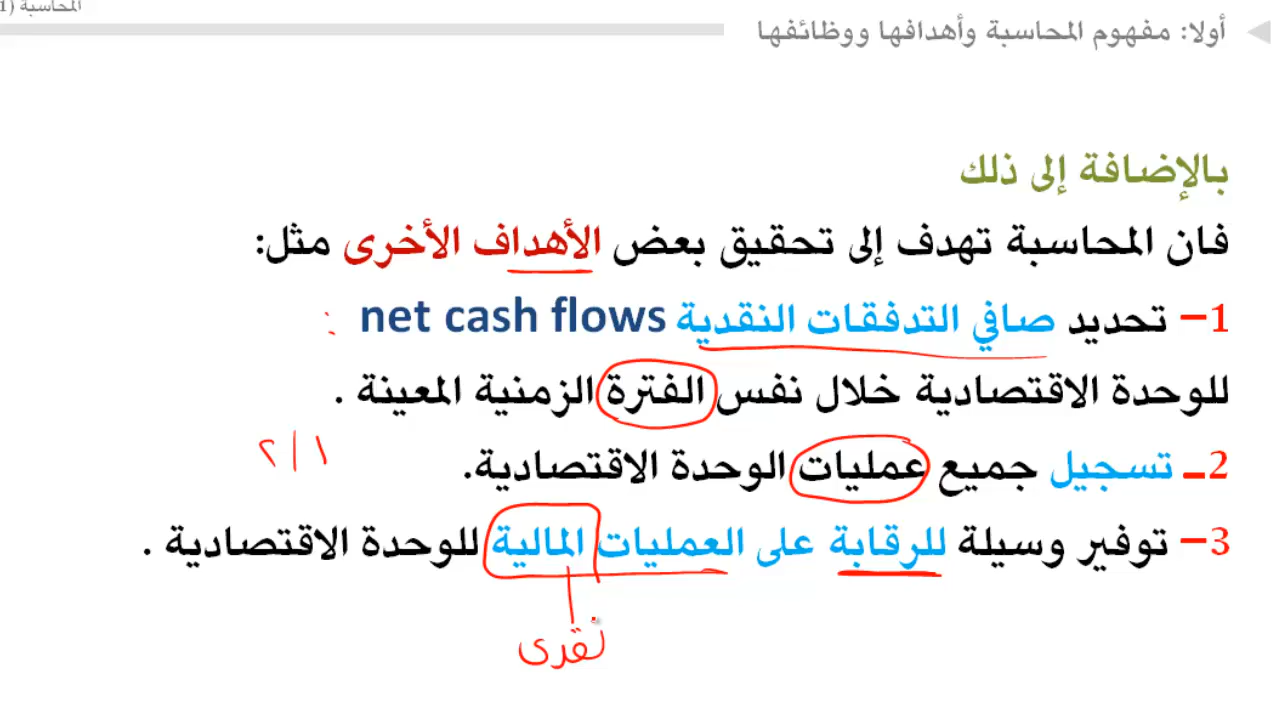 المحاسبة (1
أولا: مفهوم المحاسبة وأهدافها ووظائفها
بالإضافة إلى ذلك
فان المحاسبة تهدف إلى تحقيق بعض الأهداف الأخرى مثل:
1– تحديد صافي التدفقات النقدية net cash flows :
للوحدة الاقتصادية خلال نفس الفترة الزمنية المعينة .
٢/١
2ـ تسجيل جميع عمليات الوحدة الاقتصادية.
3– توفير وسيلة للرقابة على العمليات المالية للوحدة الاقتصادية .
نقدى